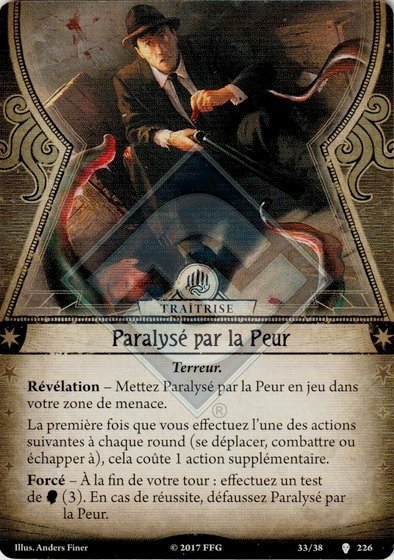 TRAÎTRISE
Paralysé par la Peur
Terreur.
Révélation – Mettez Paralysé par la Peur en jeu dans
votre zone de menace.
La première fois que vous effectuez l'une des actions
suivantes à chaque round (se déplacer, combattre ou
échapper à), cela coûte 1 action supplémentaire.
Forcé – À la fin de votre tour : effectuez un test
de (3). En cas de réussite, défaussez Paralysé par
la Peur.
®
Illus. Anders Finer © 2017 FFG 33/38 226